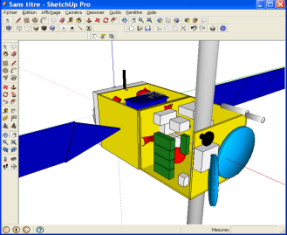 Sans titre - SketchUp Pro
Fichier Edition Affichage Caméra Dessiner Outils Fenêtre Aide
Mesures